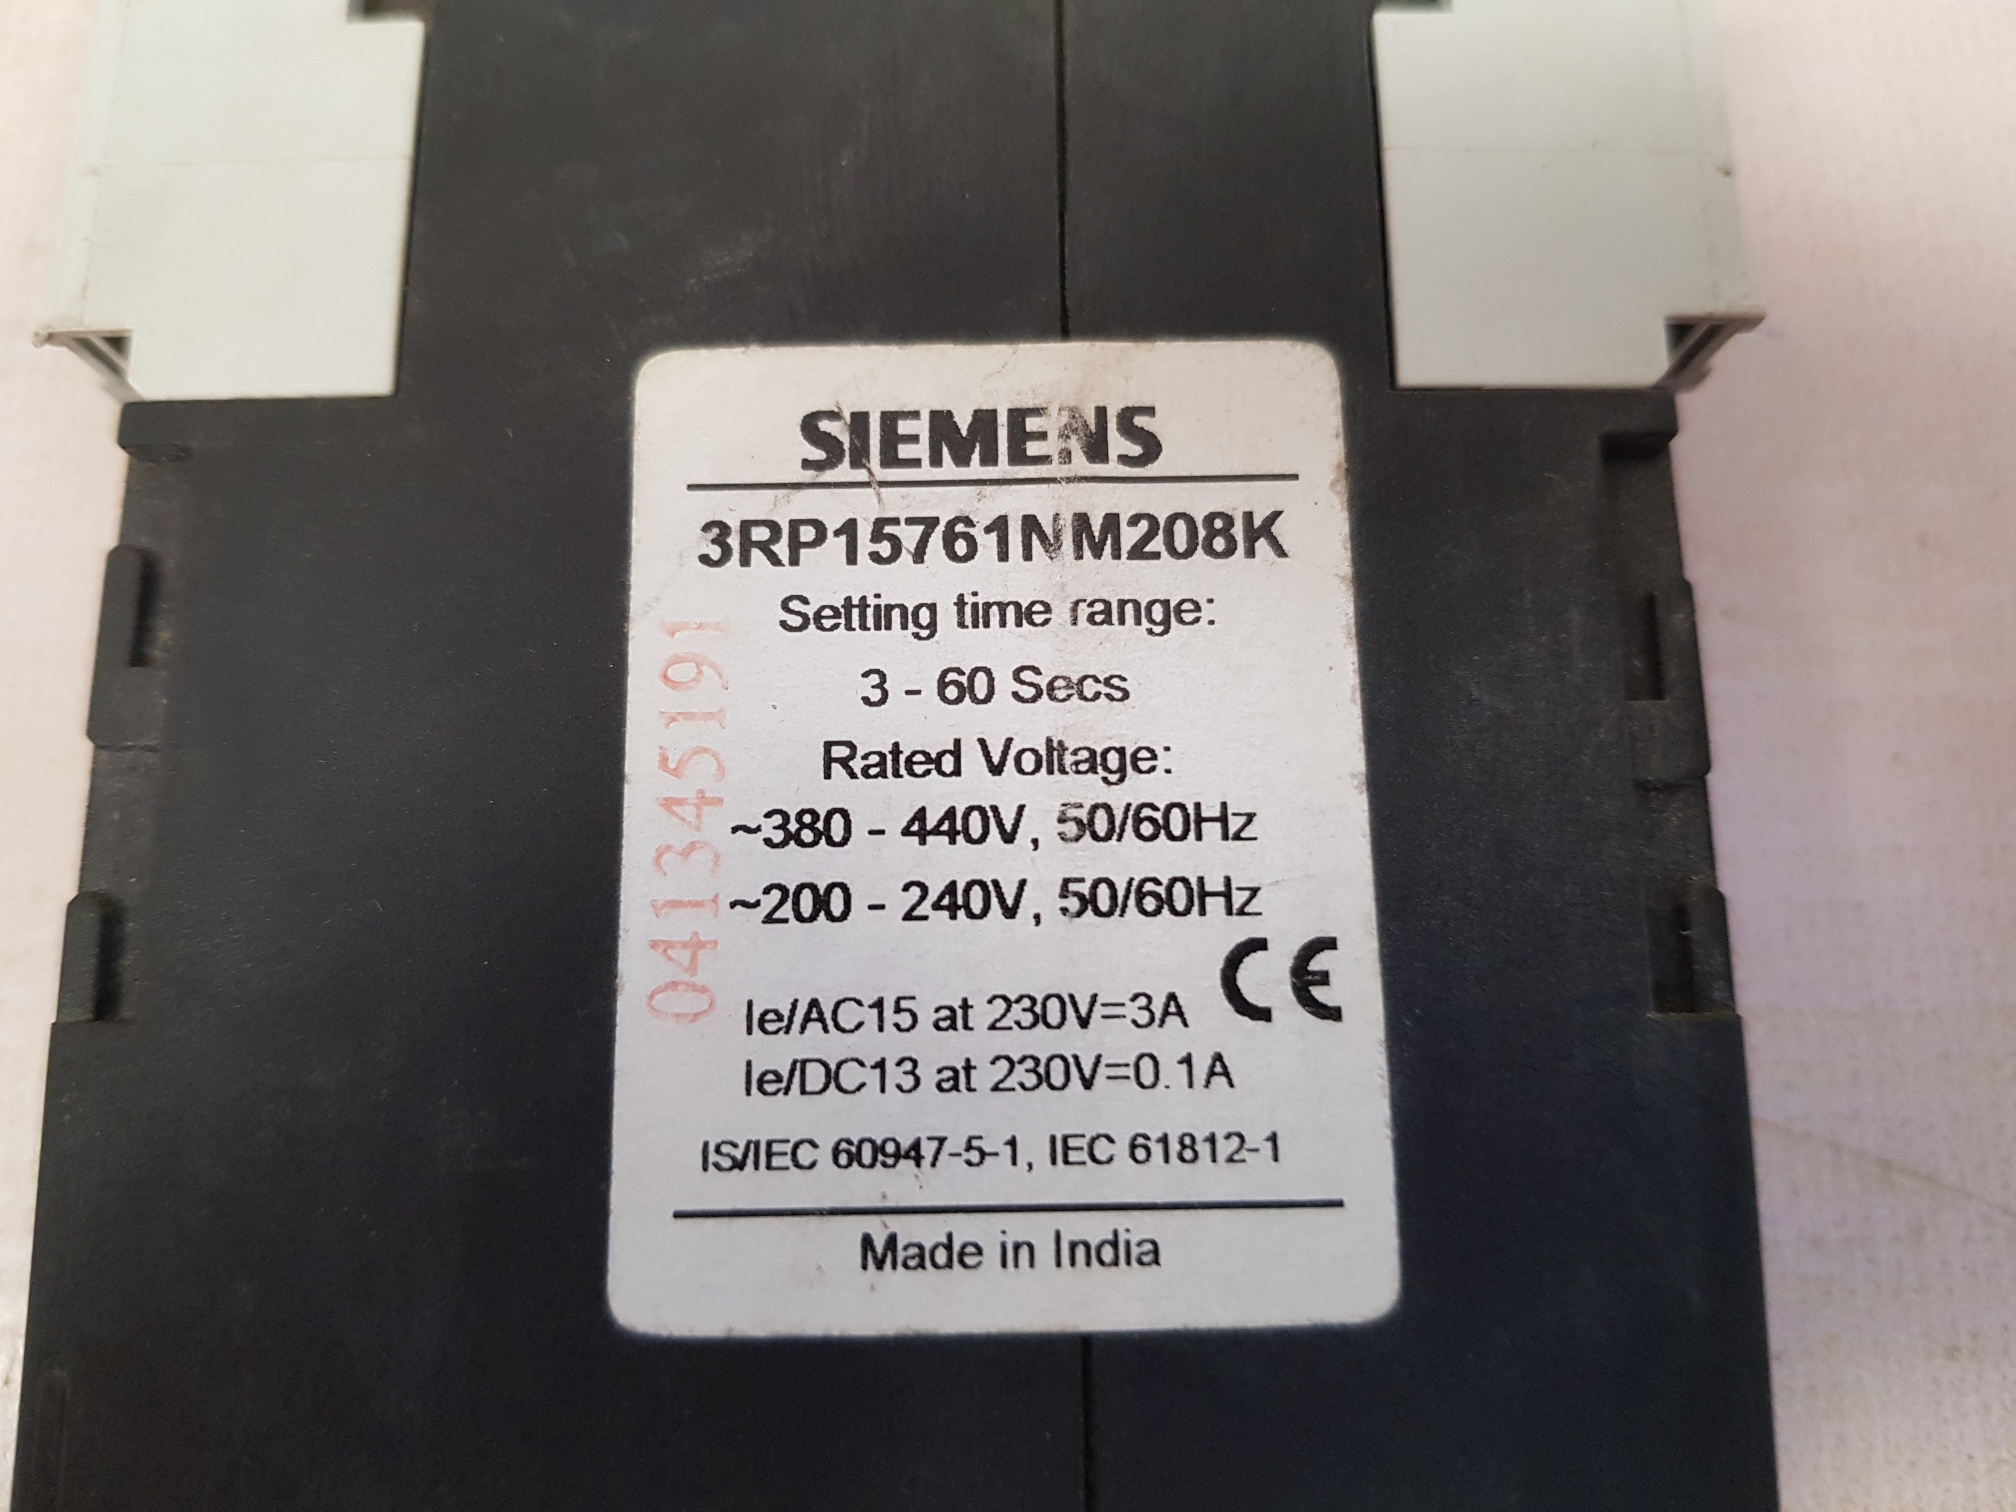 SIEMENS
3RP15761NM208K
Setting time range:
3 - 60 Secs
Rated Voltage:
~380 - 440V, 50/60Hz
~200 - 240V, 50/60Hz
CE
Ie/AC15 at 230V=3A
Ie/DC13 at 230V=0.1A
IS/IEC 60947-5-1, IEC 61812-1
Made in India
041345191